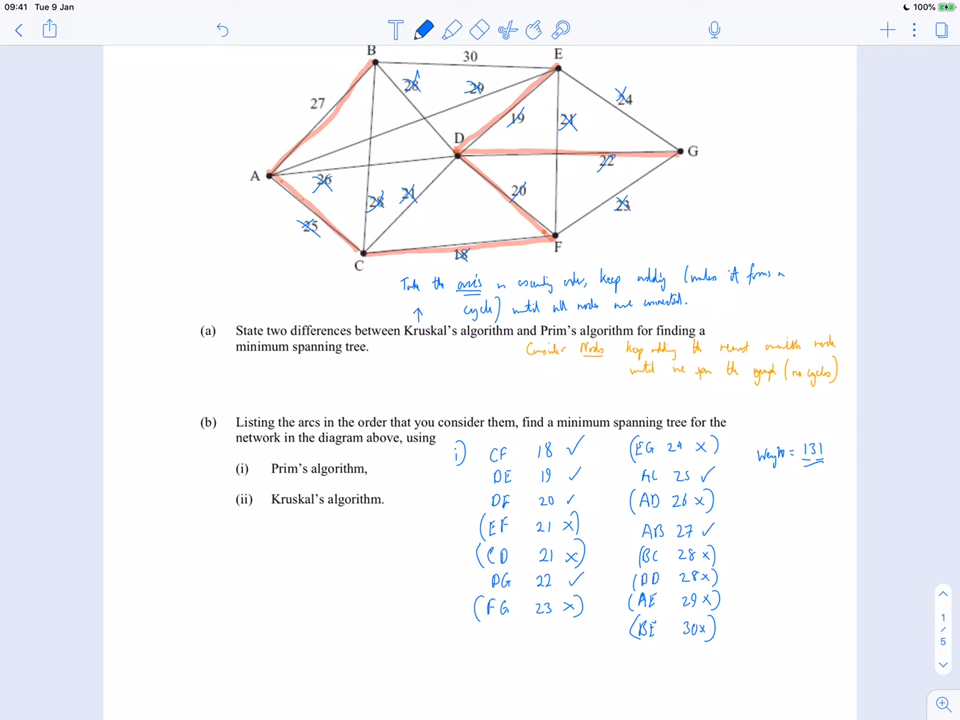 09:41 Tue 9 Jan
100%
B
30
E
28
29
24
27
19
21
D
G
22
A
26
21
20
28
23
25
18
F
C
Take the arcs in ascending order, keep adding (unless it forms a
cycle) until all nodes are connected.
(a) State two differences between Kruskal's algorithm and Prim's algorithm for finding a
minimum spanning tree.
Consider Nodes keep adding the nearest node
until we span the graph (no cycles)
(b) Listing the arcs in the order that you consider them, find a minimum spanning tree for the
network in the diagram above, using
(i) Prim's algorithm,
(ii) Kruskal's algorithm.
i) CF 18 ✓
DE 19 ✓
DF 20 ✓
(EF 21 x)
(CD 21 x)
DG 22 ✓
(FG 23 x)
(EG 24 x)
AC 25 ✓
(AD 26 x)
AB 27 ✓
(BC 28 x)
(DD 28 x)
(AE 29 x)
(BE 30 x)
Weight = 131
1
/
5